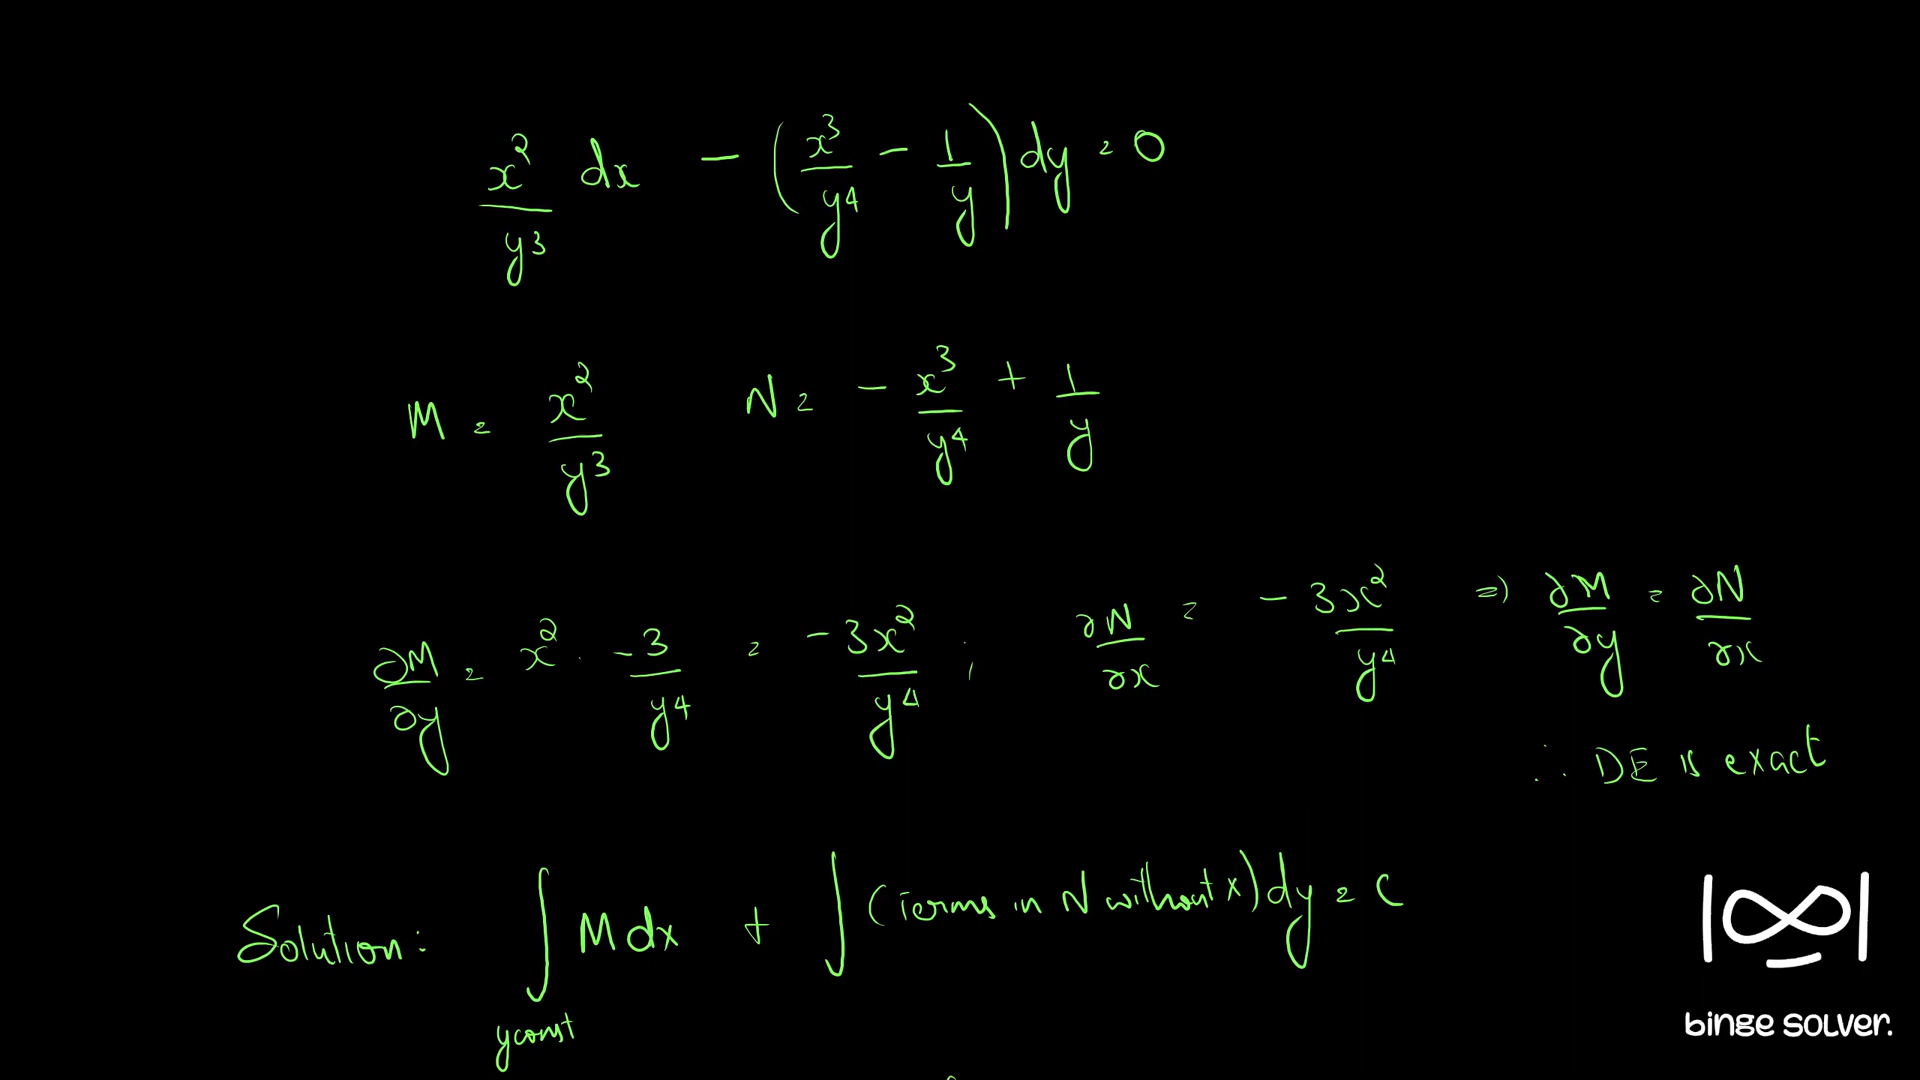 x²/y³ dx - (x³/y⁴ - 1/y) dy = 0
M = x²/y³ N = - x³/y⁴ + 1/y
∂M/∂y = x² · -3/y⁴ = -3x²/y⁴ ; ∂N/∂x = -3x²/y⁴ ⇒ ∂M/∂y = ∂N/∂x
∴ DE is exact
Solution: ∫ M dx + ∫ (Terms in N without x) dy = C
y const
binge solver.